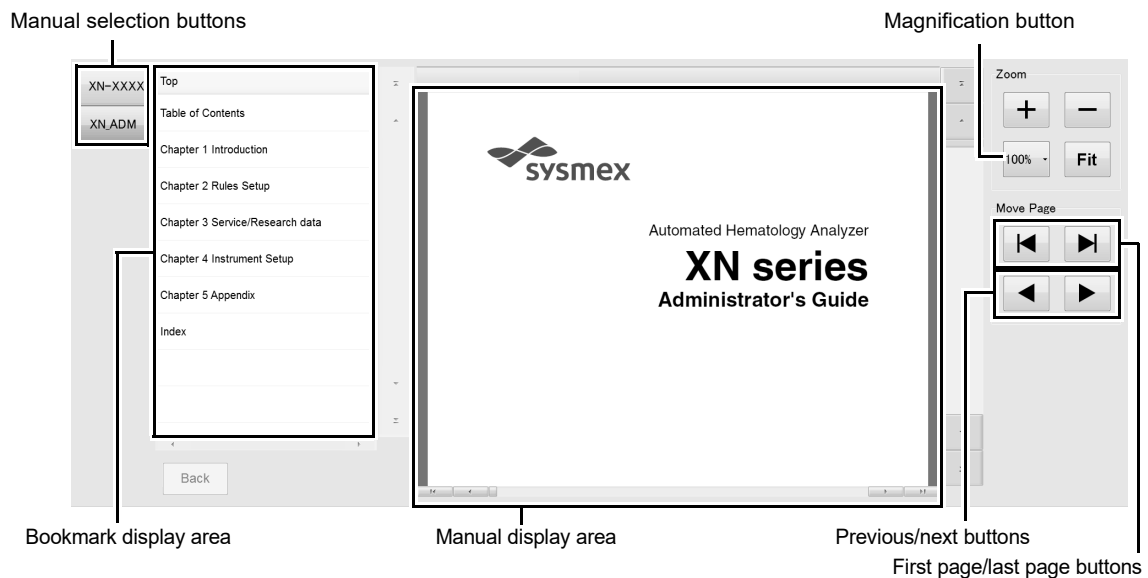 Manual selection buttons
Magnification button
XN-XXXX
XN_ADM
Top
Table of Contents
Chapter 1 Introduction
Chapter 2 Rules Setup
Chapter 3 Service/Research data
Chapter 4 Instrument Setup
Chapter 5 Appendix
Index
Back
sysmex
Automated Hematology Analyzer
XN series
Administrator's Guide
Zoom
+
−
100%
Fit
Move Page
Bookmark display area
Manual display area
Previous/next buttons
First page/last page buttons